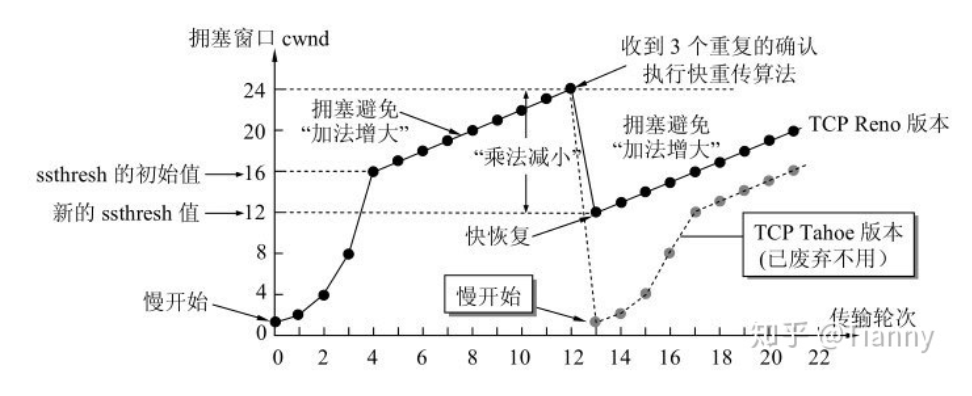 拥塞窗口 cwnd
收到 3 个重复的确认
执行快重传算法
24
拥塞避免
“加法增大”
20
“乘法减小”
拥塞避免
“加法增大”
TCP Reno 版本
ssthresh 的初始值
16
新的 ssthresh 值
12
快恢复
TCP Tahoe 版本
(已废弃不用）
8
慢开始
4
慢开始
0
传输轮次
知乎 @Tianny
0 2 4 6 8 10 12 14 16 18 20 22